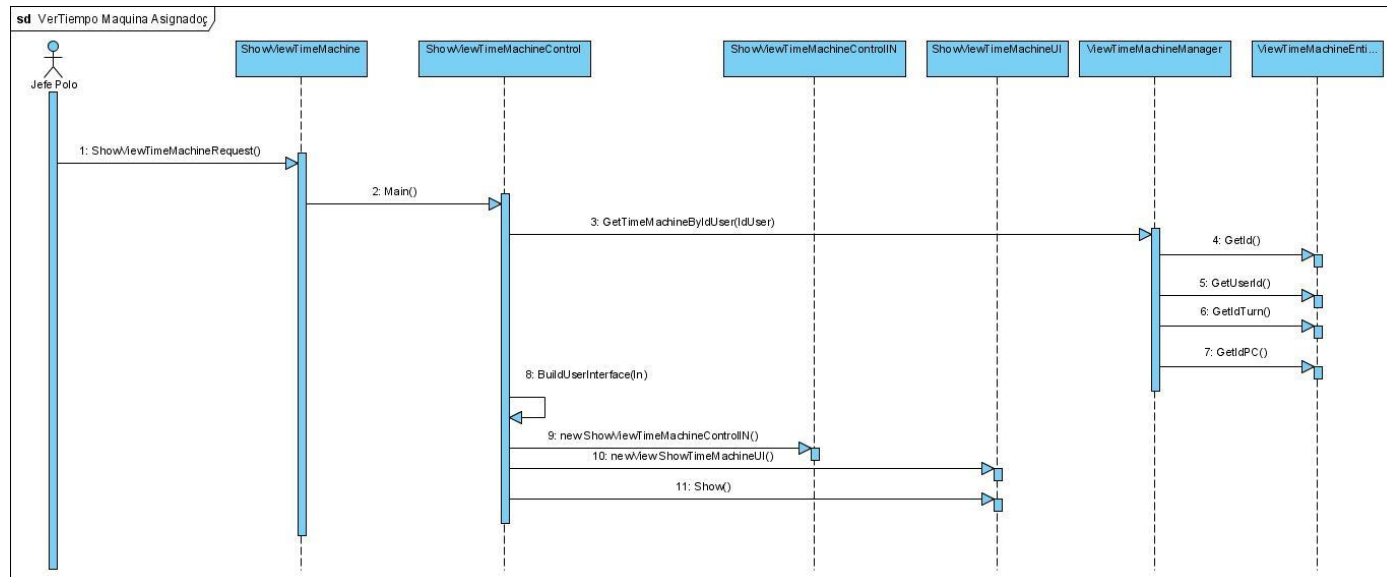 sd VerTiempo Maquina Asignadoç
ShowViewTimeMachine
ShowViewTimeMachineControl
ShowViewTimeMachineControlIN
ShowViewTimeMachineUI
ViewTimeMachineManager
ViewTimeMachineEnti...
Jefe Polo
1: ShowViewTimeMachineRequest()
2: Main()
3: GetTimeMachineByIdUser(IdUser)
4: GetId()
5: GetUserId()
6: GetIdTurn()
7: GetIdPC()
8: BuildUserInterface(In)
9: newShowViewTimeMachineControlIN()
10: newViewShowTimeMachineUI()
11: Show()